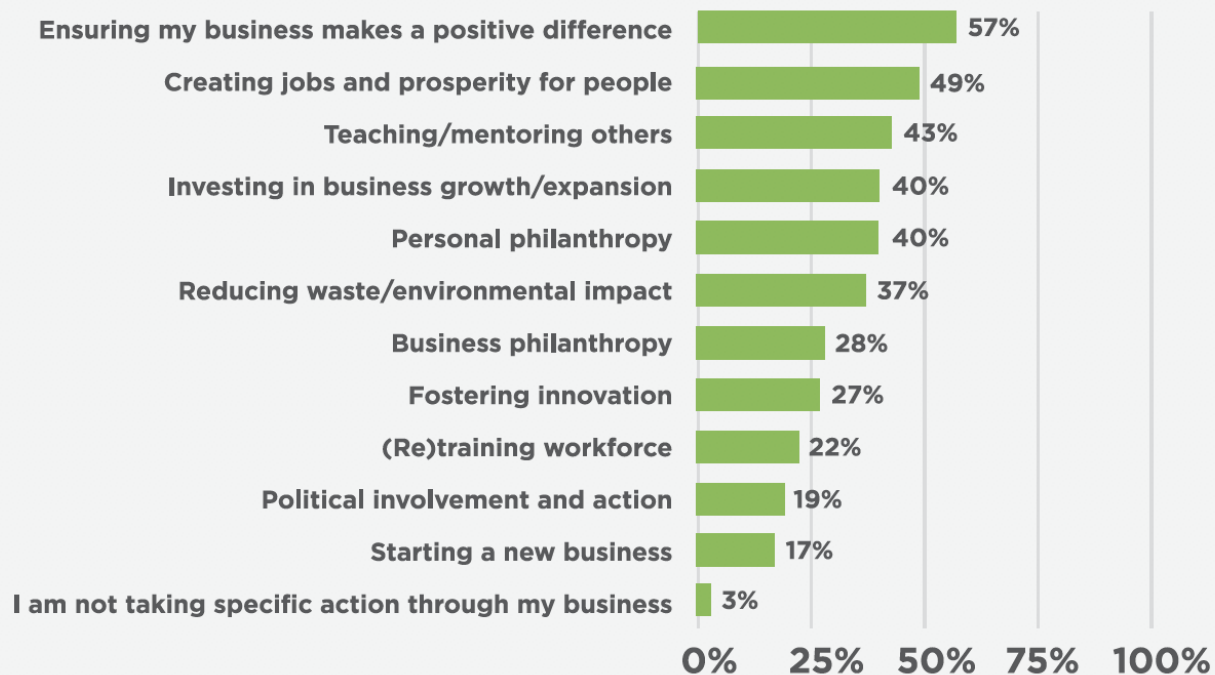 Ensuring my business makes a positive difference 57%
Creating jobs and prosperity for people 49%
Teaching/mentoring others 43%
Investing in business growth/expansion 40%
Personal philanthropy 40%
Reducing waste/environmental impact 37%
Business philanthropy 28%
Fostering innovation 27%
(Re)training workforce 22%
Political involvement and action 19%
Starting a new business 17%
I am not taking specific action through my business 3%
0% 25% 50% 75% 100%